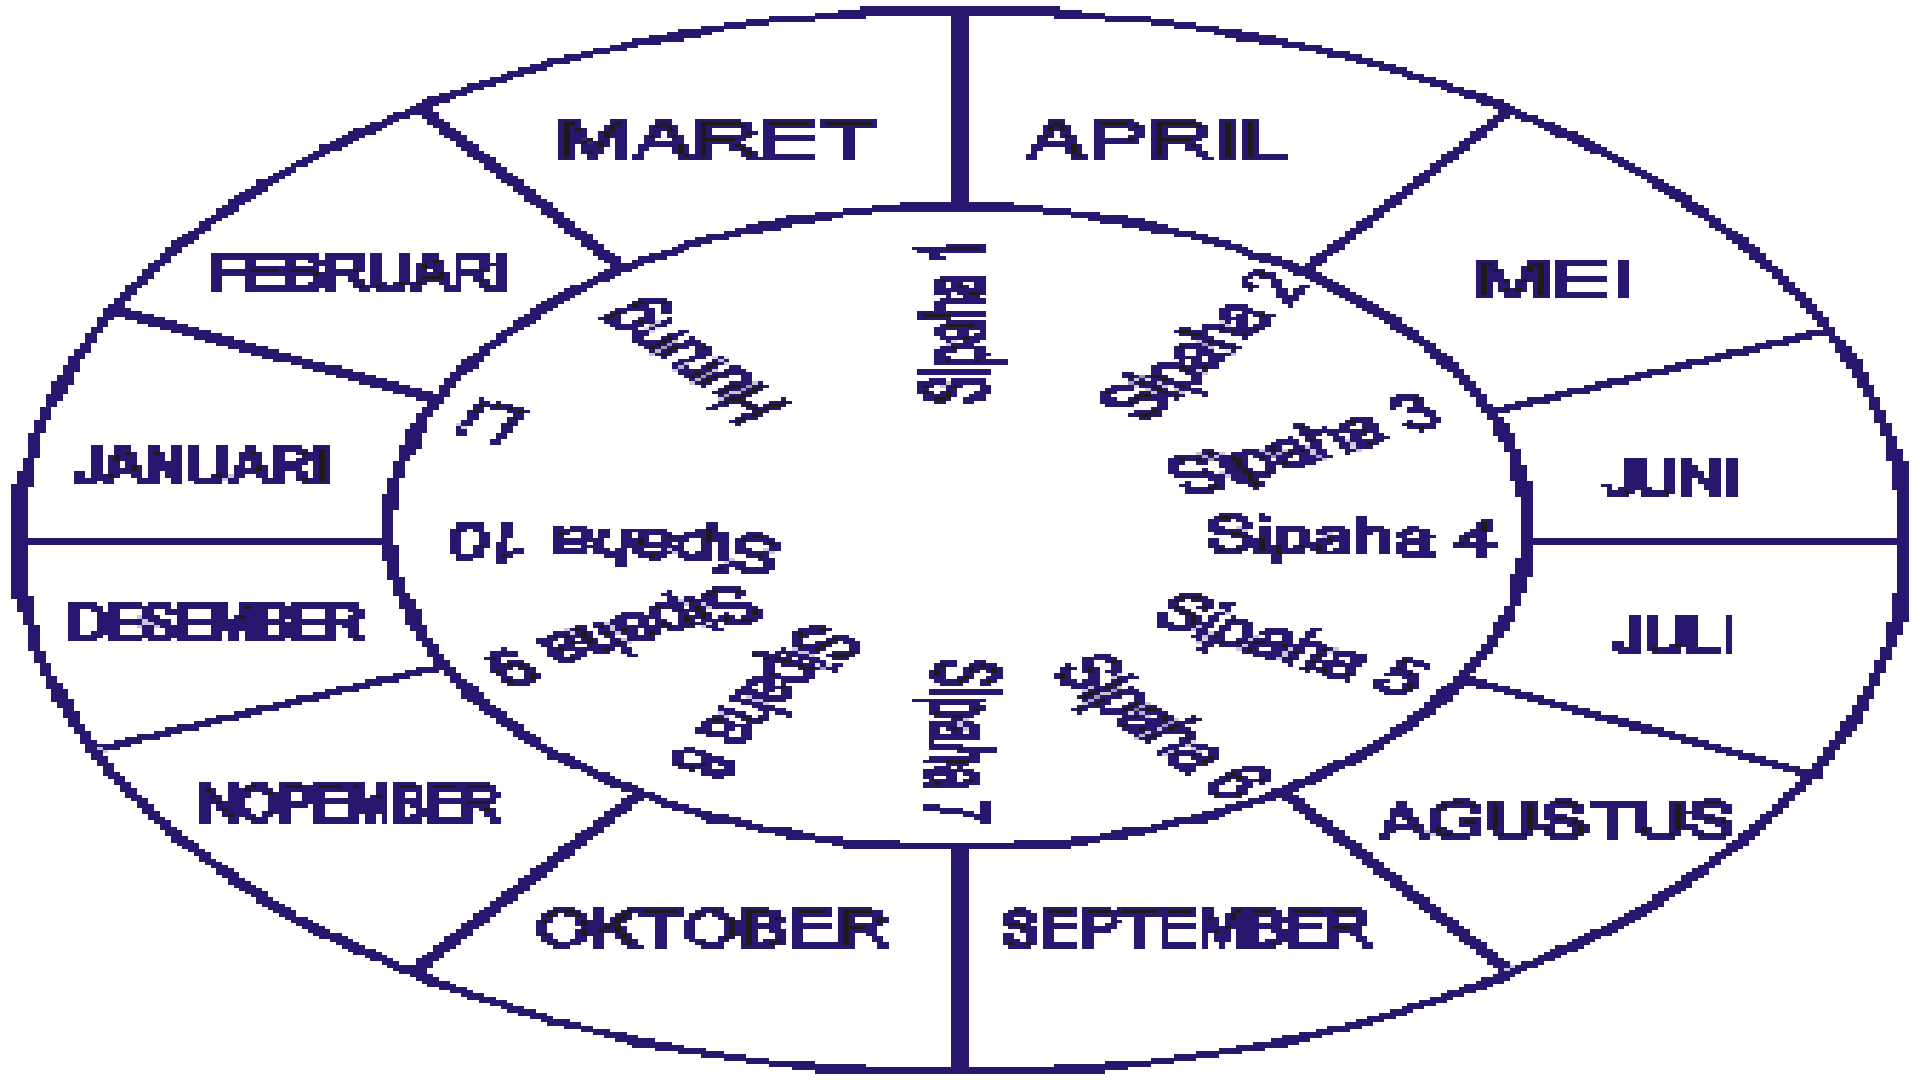 MARET
APRIL
FEBRUARI
MEI
JANUARI
JUNI
DESEMBER
JULI
NOPEMBER
AGUSTUS
OKTOBER
SEPTEMBER
Sipaha 1
Sipaha 2
Sipaha 3
Sipaha 4
Sipaha 5
Sipaha 6
Sipaha 7
Sipaha 8
Sipaha 9
Sipaha 10
Li
Hurung